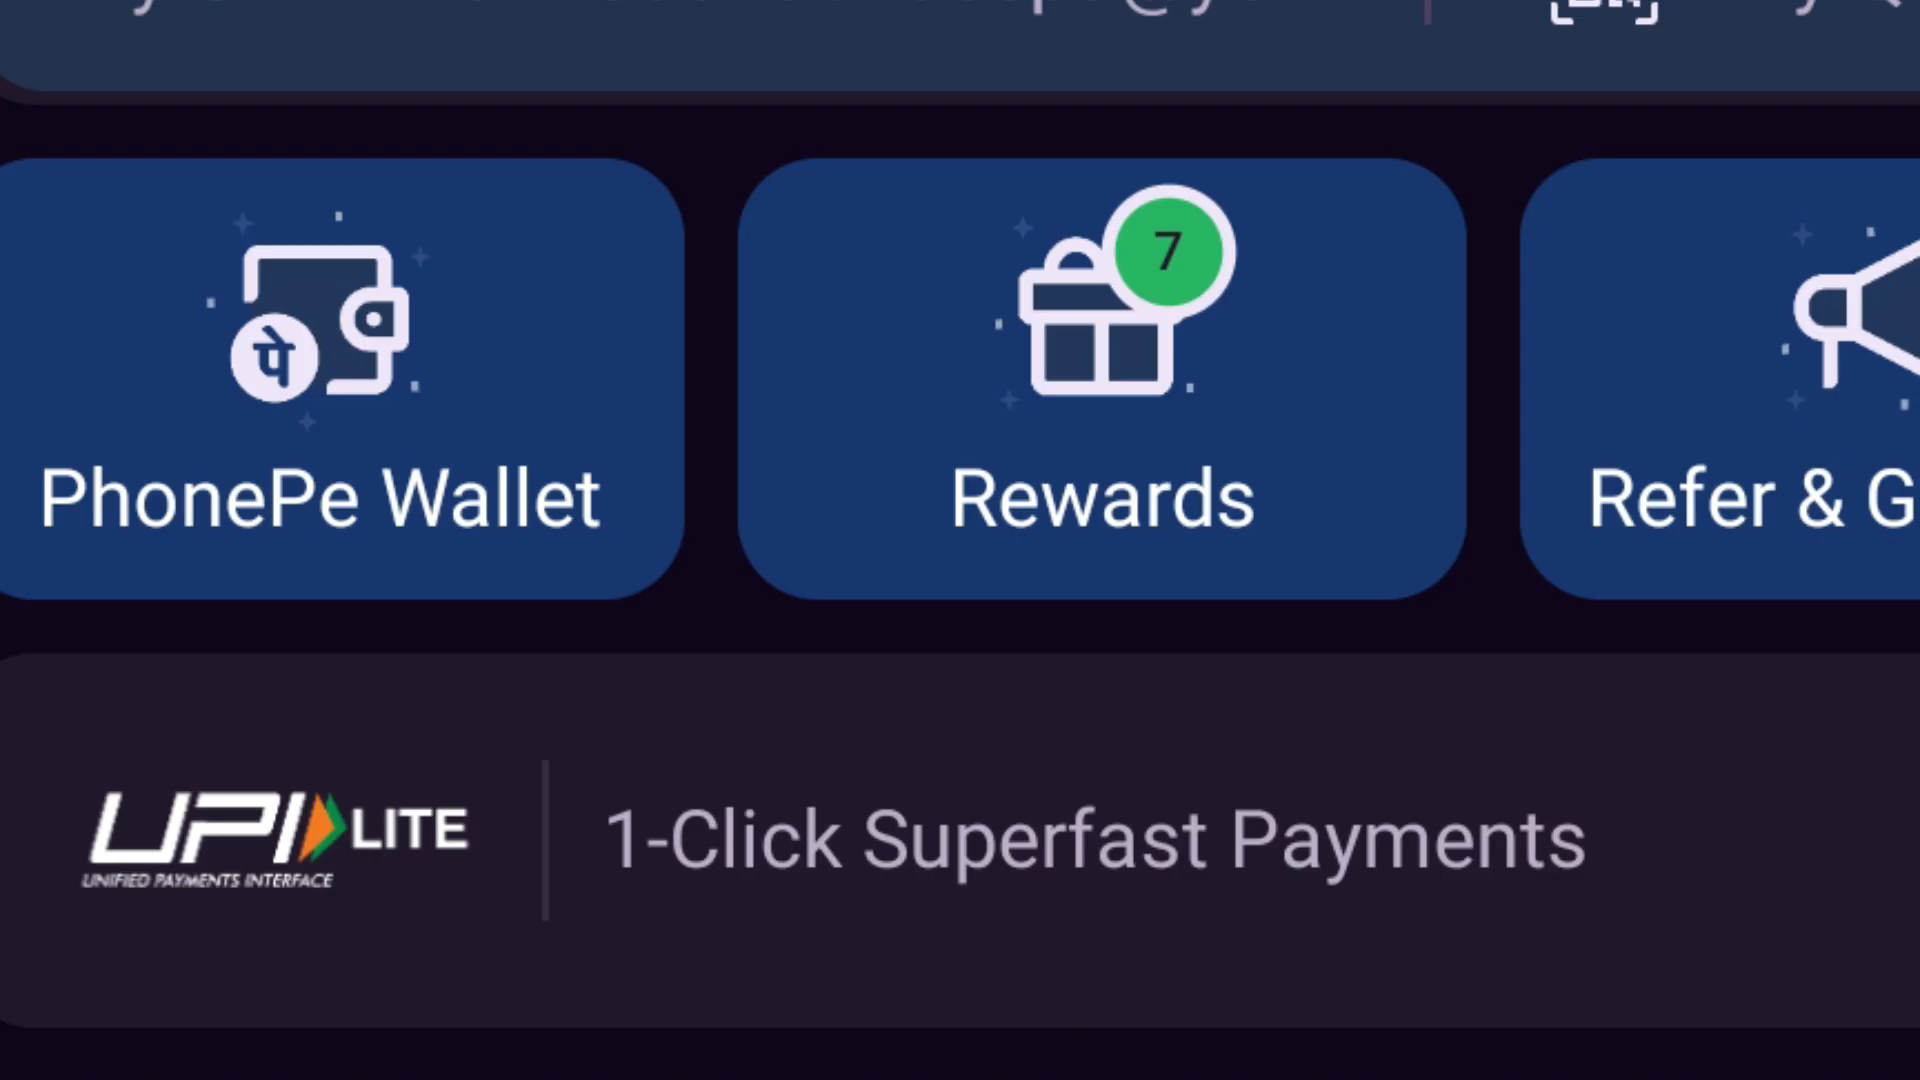 7
पे
PhonePe Wallet
Rewards
Refer & G
UPI LITE
UNIFIED PAYMENTS INTERFACE
1-Click Superfast Payments